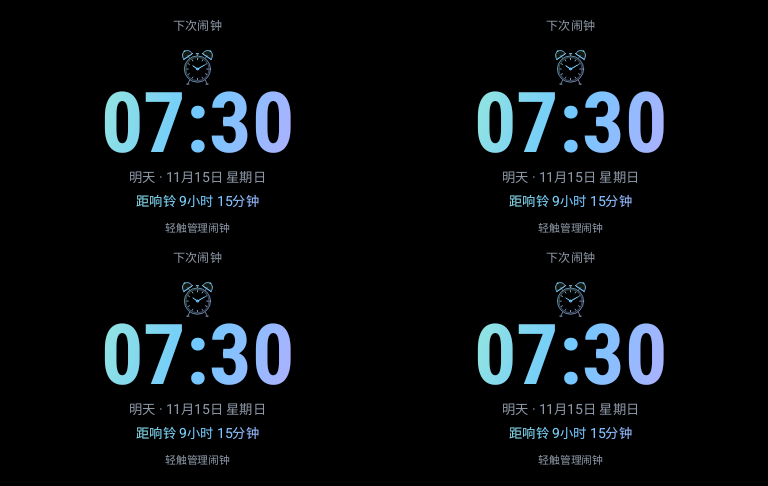 下次闹钟
07:30
明天 · 11月15日 星期日
距响铃 9小时 15分钟
轻触管理闹钟
下次闹钟
07:30
明天 · 11月15日 星期日
距响铃 9小时 15分钟
轻触管理闹钟
下次闹钟
07:30
明天 · 11月15日 星期日
距响铃 9小时 15分钟
轻触管理闹钟
下次闹钟
07:30
明天 · 11月15日 星期日
距响铃 9小时 15分钟
轻触管理闹钟